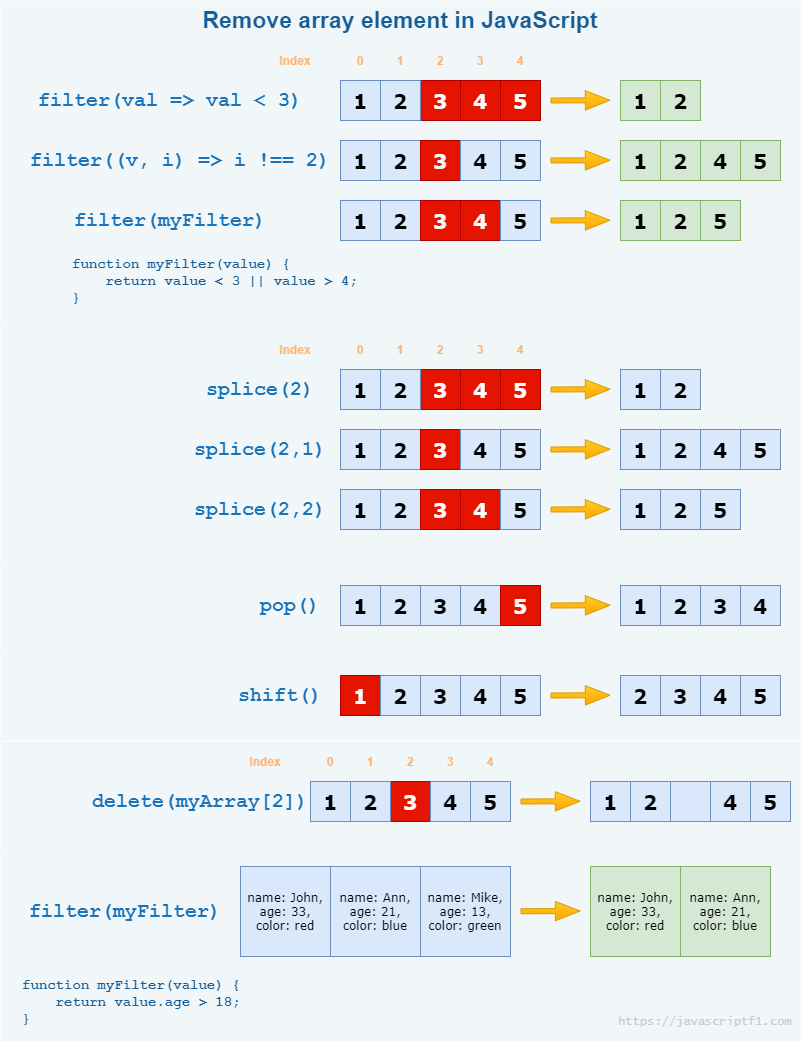 Remove array element in JavaScript
Index 0 1 2 3 4
filter(val => val < 3) 1 2 3 4 5 1 2
filter((v, i) => i !== 2) 1 2 3 4 5 1 2 4 5
filter(myFilter) 1 2 3 4 5 1 2 5
function myFilter(value) {
return value < 3 || value > 4;
}
Index 0 1 2 3 4
splice(2) 1 2 3 4 5 1 2
splice(2,1) 1 2 3 4 5 1 2 4 5
splice(2,2) 1 2 3 4 5 1 2 5
pop() 1 2 3 4 5 1 2 3 4
shift() 1 2 3 4 5 2 3 4 5
Index 0 1 2 3 4
delete(myArray[2]) 1 2 3 4 5 1 2 4 5
name: John, name: Ann, name: Mike, name: John, name: Ann,
filter(myFilter) age: 33, age: 21, age: 13, age: 33, age: 21,
color: red color: blue color: green color: red color: blue
function myFilter(value) {
return value.age > 18;
}
https://javascriptf1.com